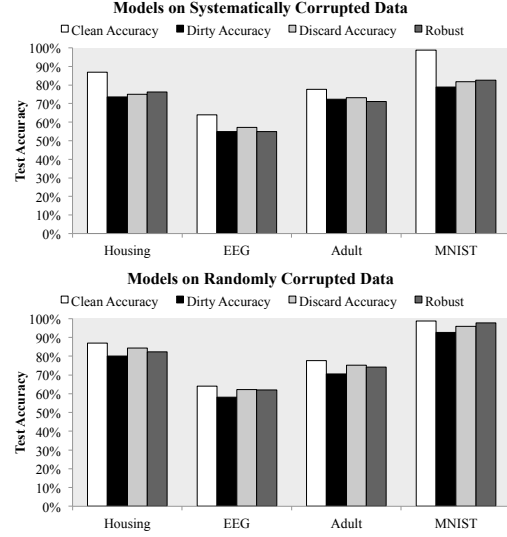 Models on Systematically Corrupted Data
Clean Accuracy Dirty Accuracy Discard Accuracy Robust
100%
90%
80%
70%
60%
50%
40%
30%
20%
10%
0%
Test Accuracy
Housing EEG Adult MNIST
Models on Randomly Corrupted Data
Clean Accuracy Dirty Accuracy Discard Accuracy Robust
100%
90%
80%
70%
60%
50%
40%
30%
20%
10%
0%
Test Accuracy
Housing EEG Adult MNIST